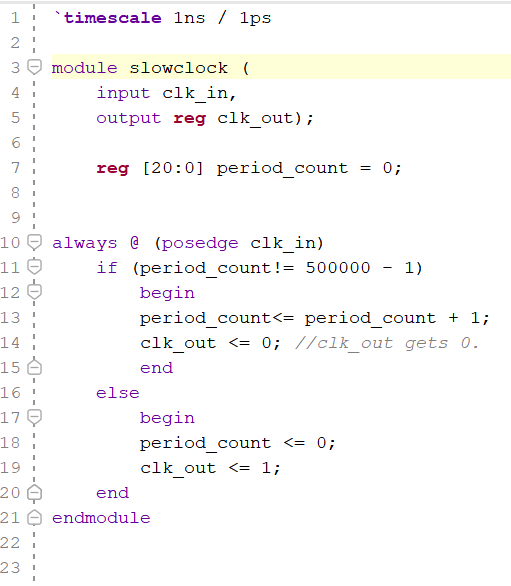 1 `timescale 1ns / 1ps
2
3 module slowclock (
4     input clk_in,
5     output reg clk_out);
6
7     reg [20:0] period_count = 0;
8
9
10 always @ (posedge clk_in)
11     if (period_count!= 500000 - 1)
12         begin
13         period_count<= period_count + 1;
14         clk_out <= 0; //clk_out gets 0.
15         end
16     else
17         begin
18         period_count <= 0;
19         clk_out <= 1;
20     end
21 endmodule
22
23